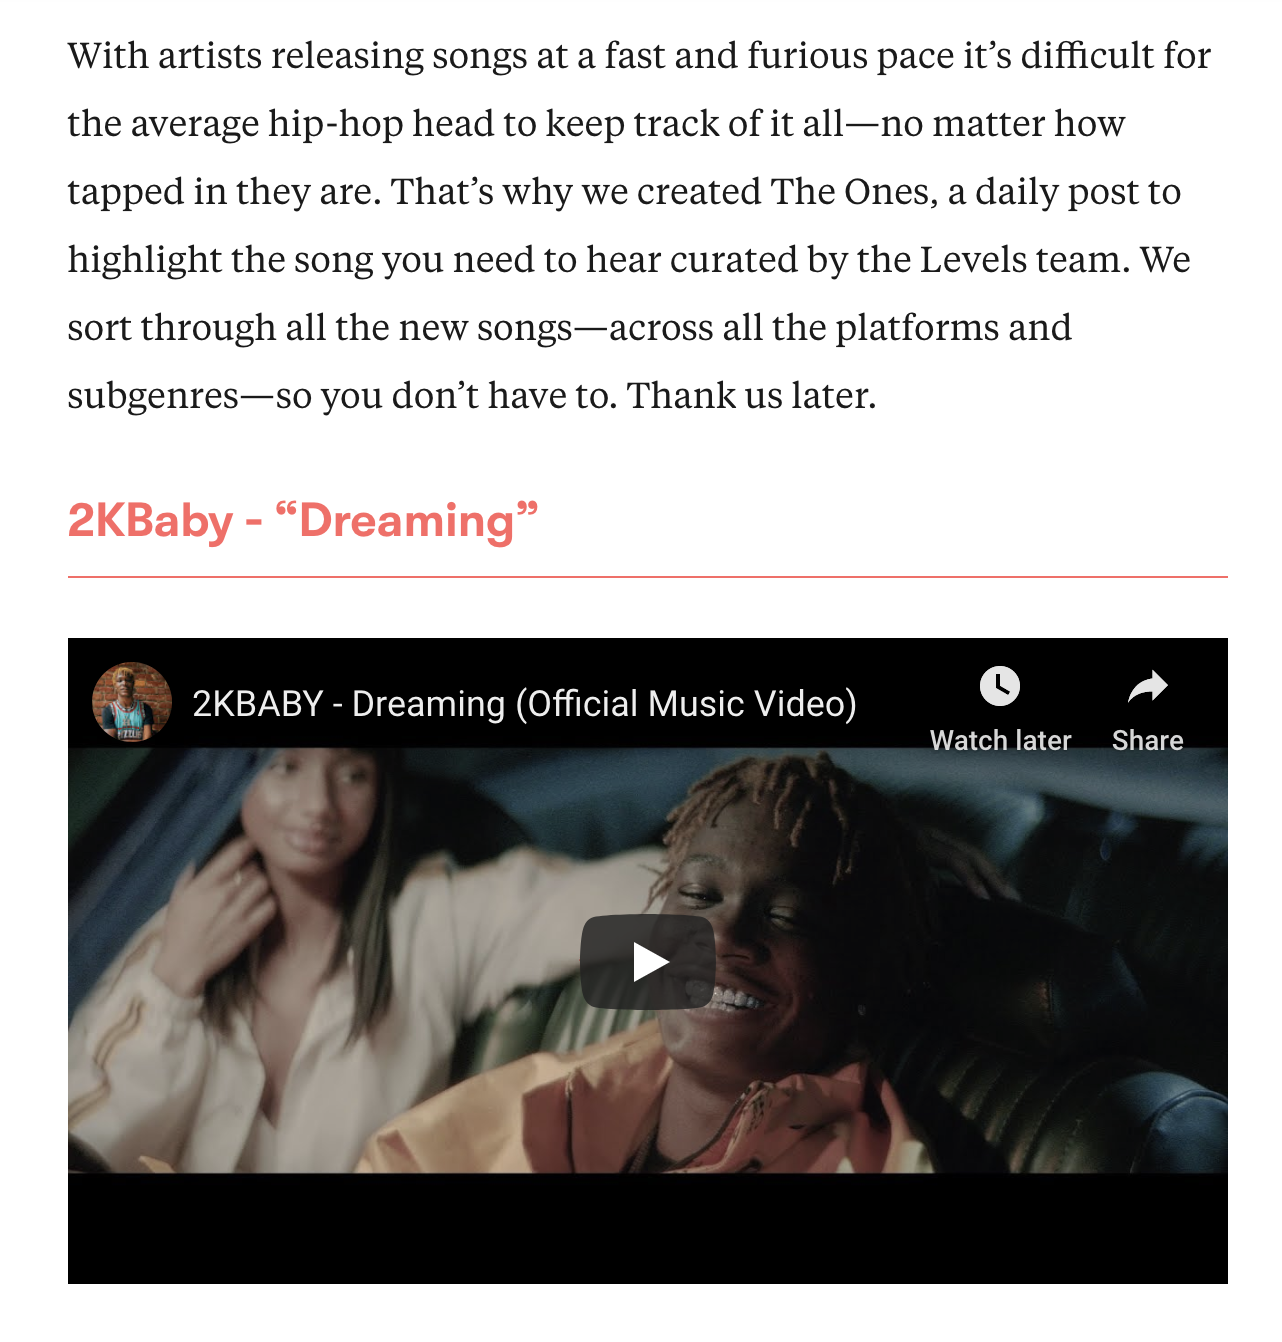 With artists releasing songs at a fast and furious pace it’s difficult for
the average hip-hop head to keep track of it all—no matter how
tapped in they are. That’s why we created The Ones, a daily post to
highlight the song you need to hear curated by the Levels team. We
sort through all the new songs—across all the platforms and
subgenres—so you don’t have to. Thank us later.
2KBaby - “Dreaming”
2KBABY - Dreaming (Official Music Video)
Watch later
Share